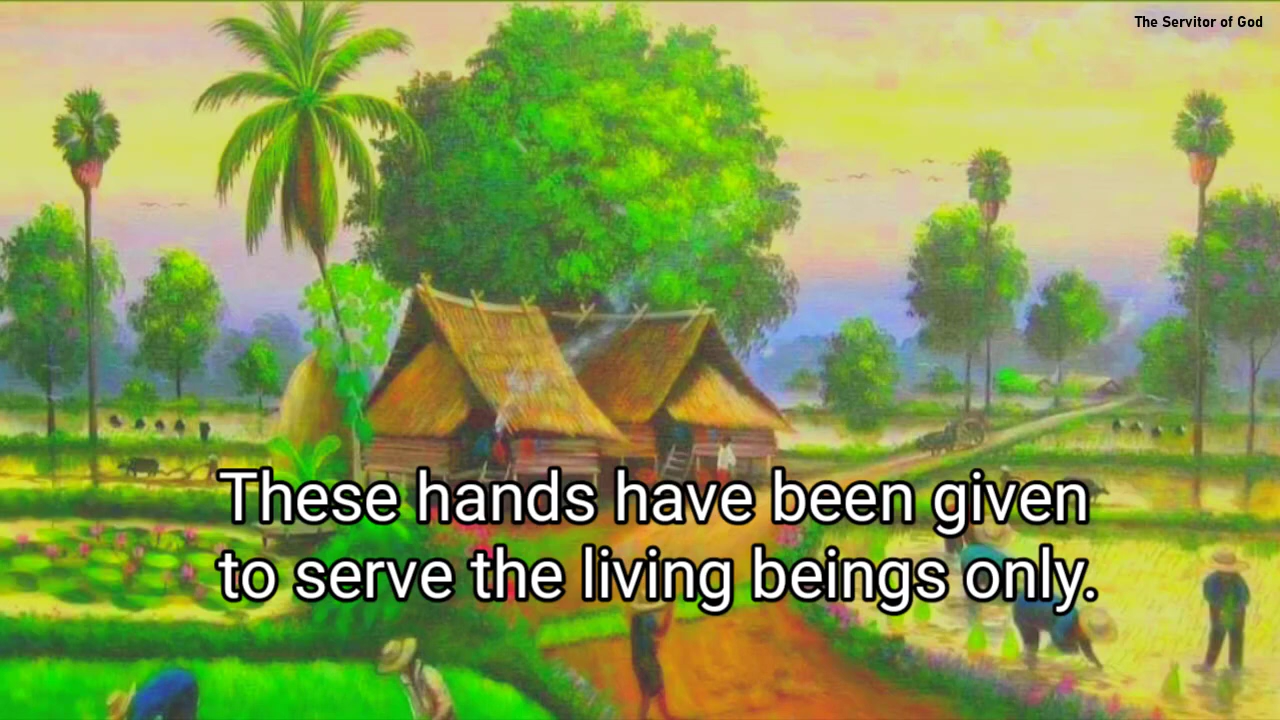 The Servitor of God
These hands have been given
to serve the living beings only.